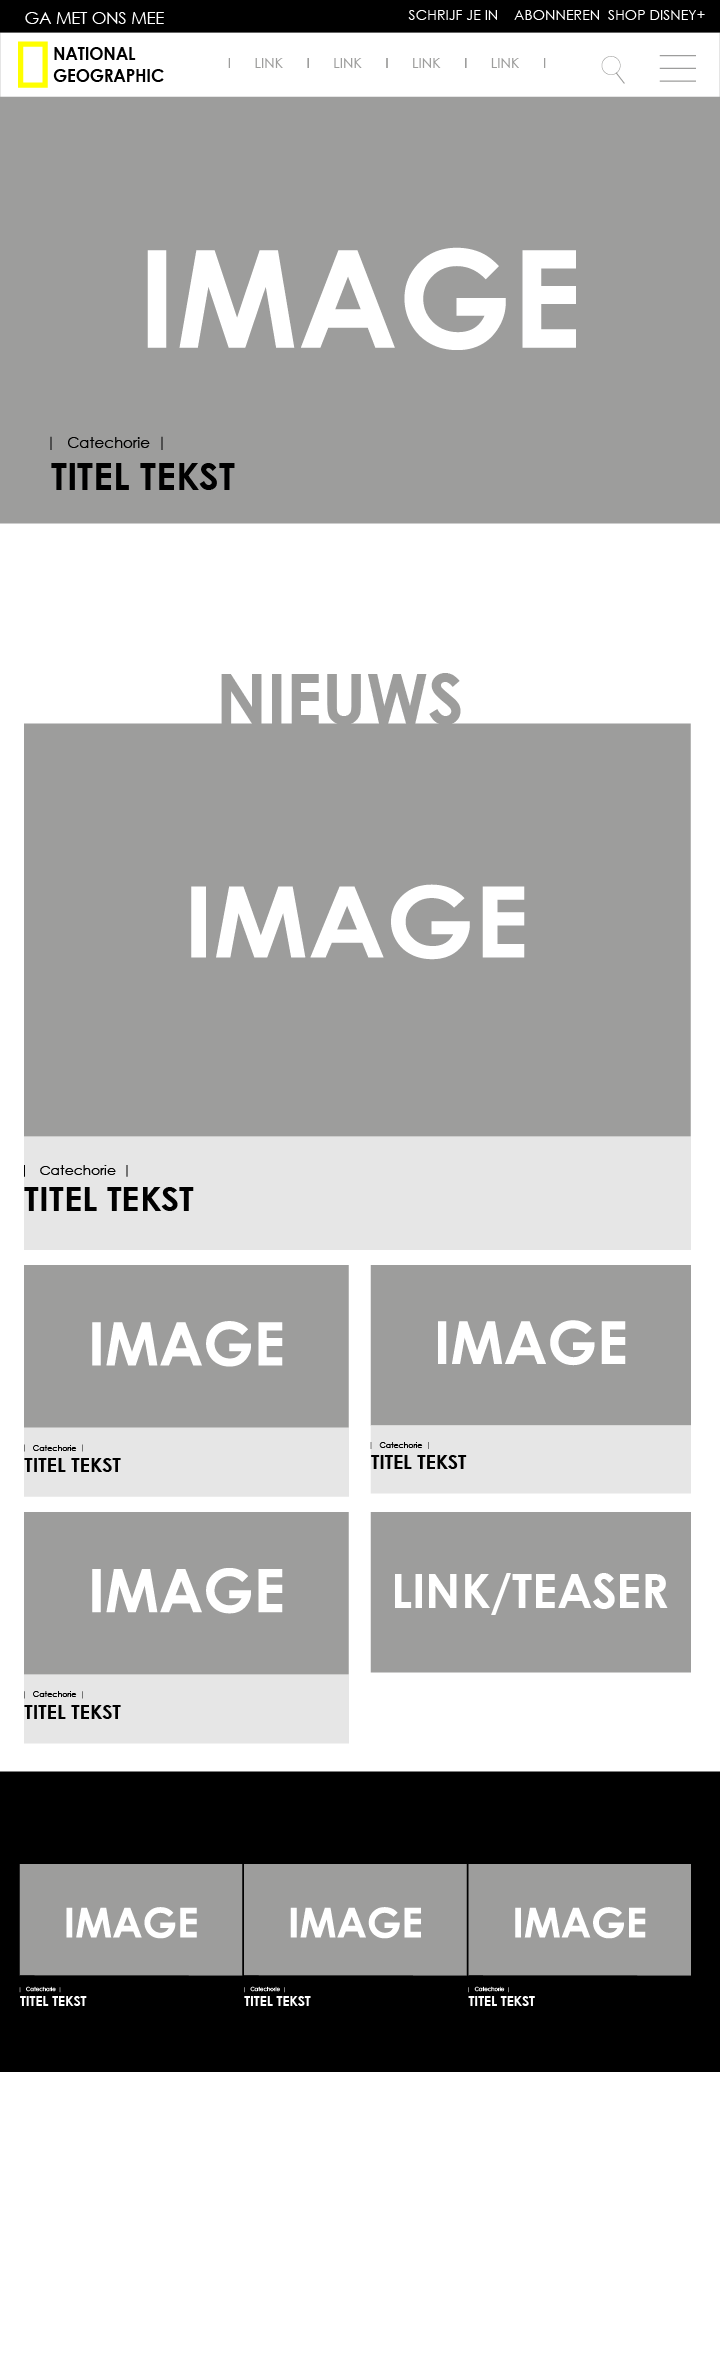 GA MET ONS MEE
SCHRIJF JE IN ABONNEREN SHOP DISNEY+
NATIONAL
GEOGRAPHIC
| LINK | LINK | LINK | LINK |
IMAGE
| Catechorie |
TITEL TEKST
NIEUWS
IMAGE
| Catechorie |
TITEL TEKST
IMAGE
| Catechorie |
TITEL TEKST
IMAGE
| Catechorie |
TITEL TEKST
IMAGE
| Catechorie |
TITEL TEKST
LINK/TEASER
IMAGE
| Catechorie |
TITEL TEKST
IMAGE
| Catechorie |
TITEL TEKST
IMAGE
| Catechorie |
TITEL TEKST